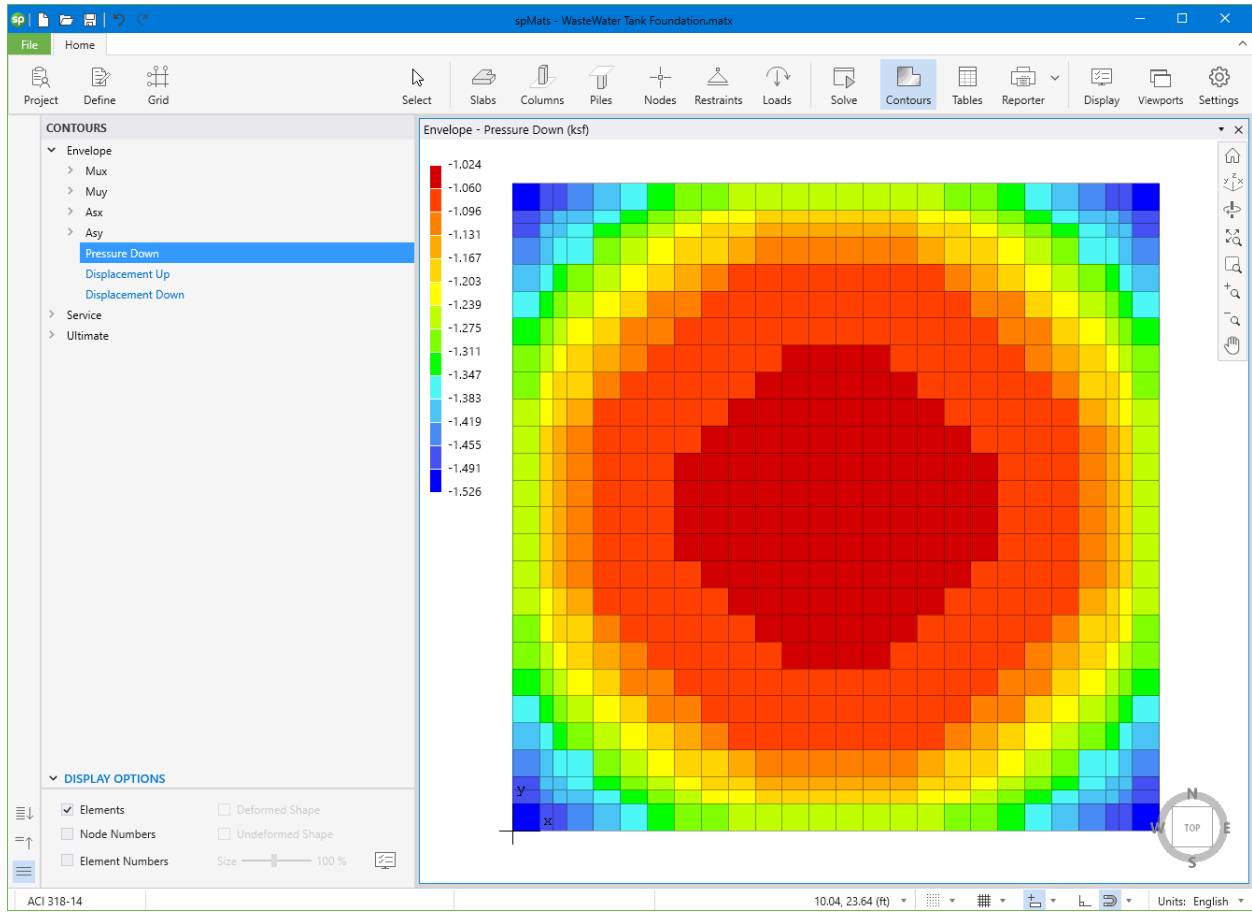 sp spMats - WasteWater Tank Foundation.matx
File Home
Project Define Grid Select Slabs Columns Piles Nodes Restraints Loads Solve Contours Tables Reporter Display Viewports Settings
CONTOURS
Envelope
Mux
Muy
Asx
Asy
Pressure Down
Displacement Up
Displacement Down
Service
Ultimate
Envelope - Pressure Down (ksf)
-1.024
-1.060
-1.096
-1.131
-1.167
-1.203
-1.239
-1.275
-1.311
-1.347
-1.383
-1.419
-1.455
-1.491
-1.526
y z x
y
x
N
W TOP E
S
DISPLAY OPTIONS
Elements Deformed Shape
Node Numbers Undeformed Shape
Element Numbers Size 100 %
ACI 318-14 10.04, 23.64 (ft) Units: English